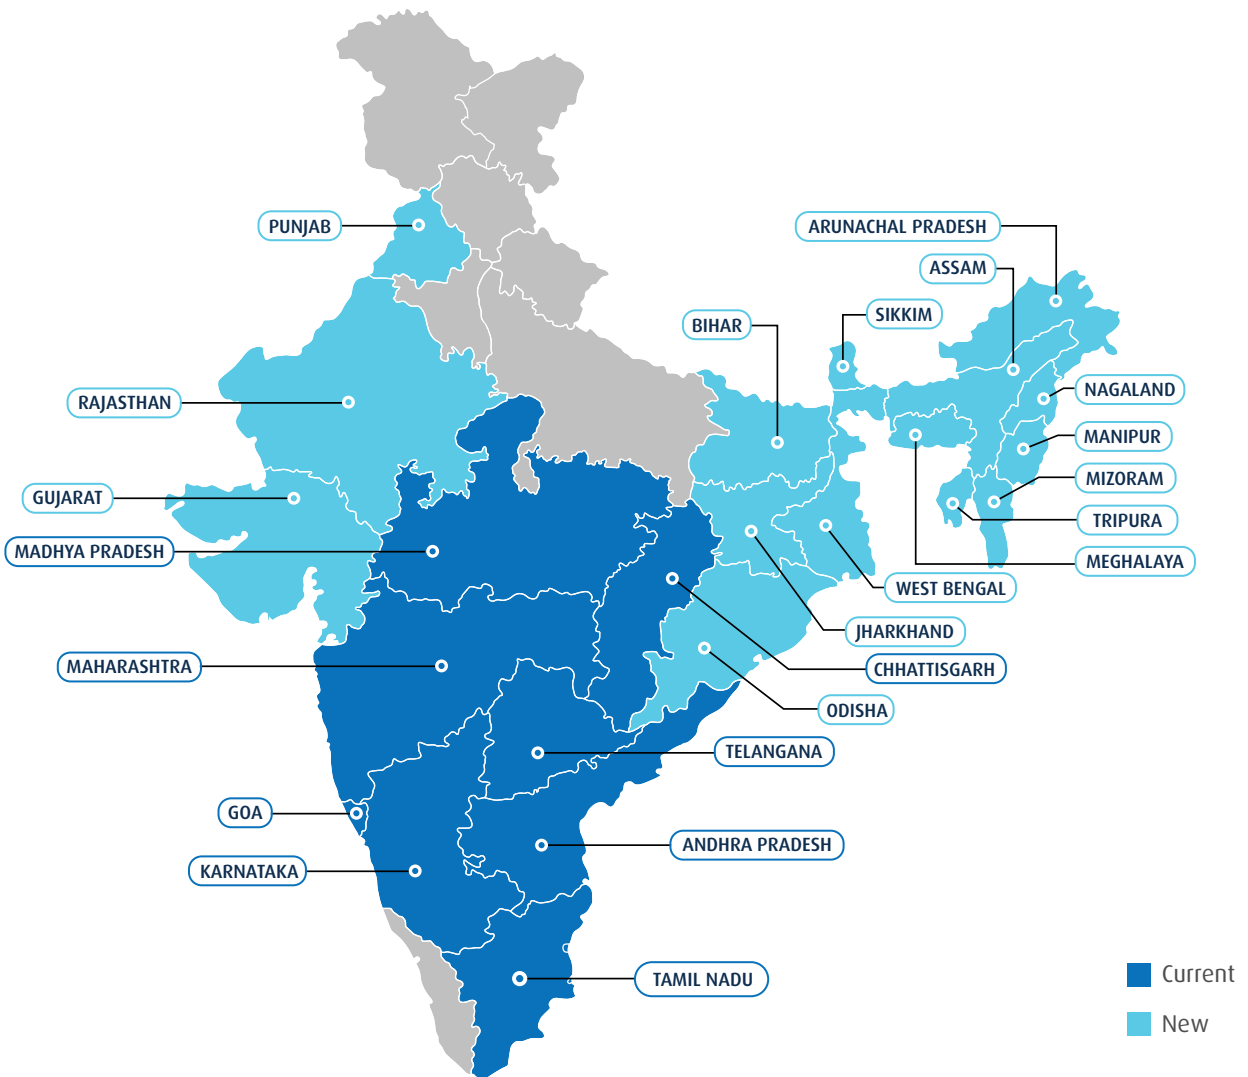 PUNJAB
ARUNACHAL PRADESH
ASSAM
SIKKIM
BIHAR
NAGALAND
RAJASTHAN
MANIPUR
MIZORAM
GUJARAT
TRIPURA
MADHYA PRADESH
MEGHALAYA
WEST BENGAL
JHARKHAND
MAHARASHTRA
CHHATTISGARH
ODISHA
TELANGANA
GOA
ANDHRA PRADESH
KARNATAKA
TAMIL NADU
Current
New